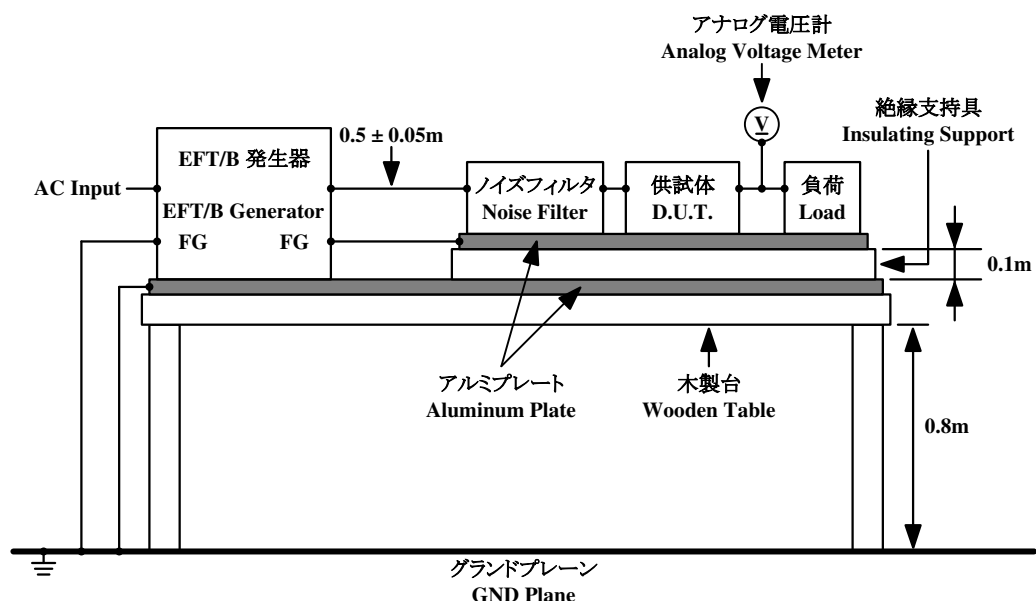 アナログ電圧計
Analog Voltage Meter
絶縁支持具
Insulating Support
0.5 ± 0.05m
EFT/B 発生器
AC Input
EFT/B Generator
FG
FG
ノイズフィルタ
Noise Filter
供試体
D.U.T.
V
負荷
Load
0.1m
アルミプレート
Aluminum Plate
木製台
Wooden Table
0.8m
グランドプレーン
GND Plane